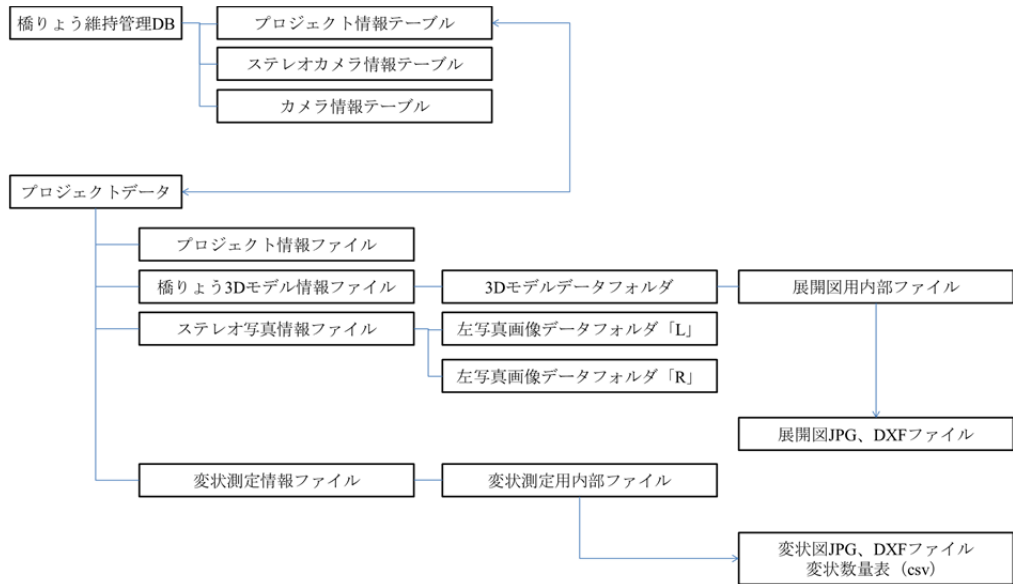 橋りょう維持管理DB
プロジェクト情報テーブル
ステレオカメラ情報テーブル
カメラ情報テーブル
プロジェクトデータ
プロジェクト情報ファイル
橋りょう3Dモデル情報ファイル
3Dモデルデータフォルダ
展開図用内部ファイル
ステレオ写真情報ファイル
左写真画像データフォルダ「L」
左写真画像データフォルダ「R」
展開図JPG、DXFファイル
変状測定情報ファイル
変状測定用内部ファイル
変状図JPG、DXFファイル
変状数量表（csv）